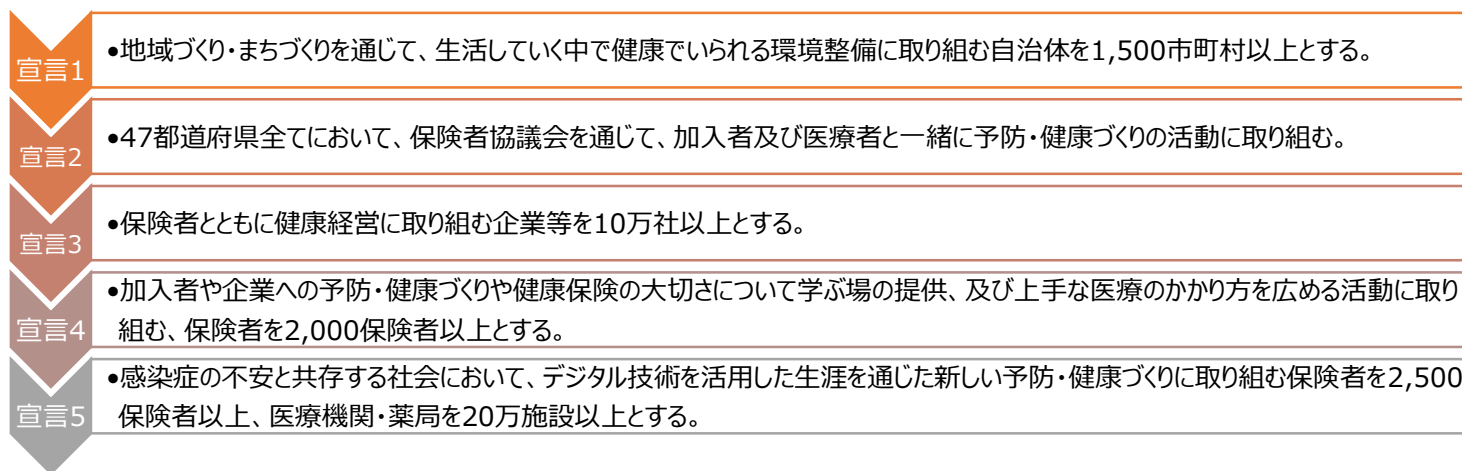 宣言1
•地域づくり・まちづくりを通じて、生活していく中で健康でいられる環境整備に取り組む自治体を1,500市町村以上とする。
宣言2
•47都道府県全てにおいて、保険者協議会を通じて、加入者及び医療者と一緒に予防・健康づくりの活動に取り組む。
宣言3
•保険者とともに健康経営に取り組む企業等を10万社以上とする。
宣言4
•加入者や企業への予防・健康づくりや健康保険の大切さについて学ぶ場の提供、及び上手な医療のかかり方を広める活動に取り
組む、保険者を2,000保険者以上とする。
宣言5
•感染症の不安と共存する社会において、デジタル技術を活用した生涯を通じた新しい予防・健康づくりに取り組む保険者を2,500
保険者以上、医療機関・薬局を20万施設以上とする。